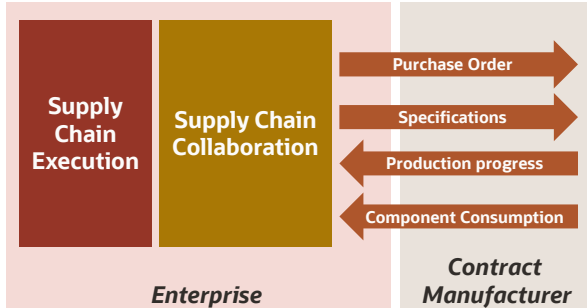 Supply
Chain
Execution
Supply Chain
Collaboration
Purchase Order
Specifications
Production progress
Component Consumption
Enterprise
Contract
Manufacturer